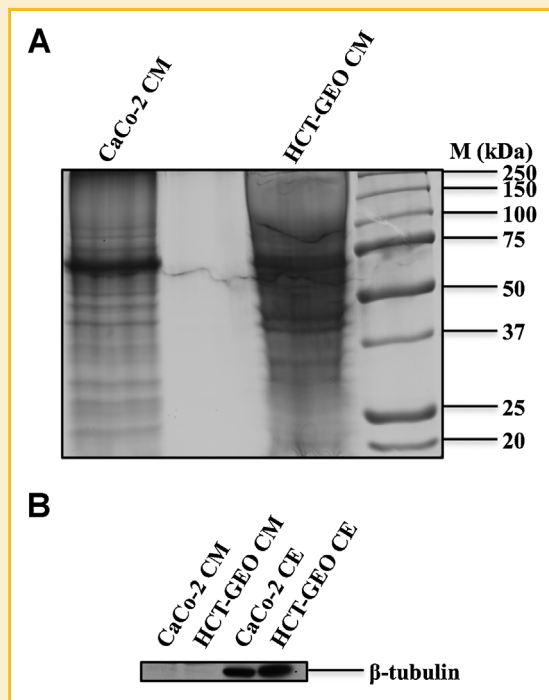 A
CaCo-2 CM
HCT-GEO CM
M (kDa)
250
150
100
75
50
37
25
20
B
CaCo-2 CM
HCT-GEO CM
CaCo-2 CE
HCT-GEO CE
β-tubulin